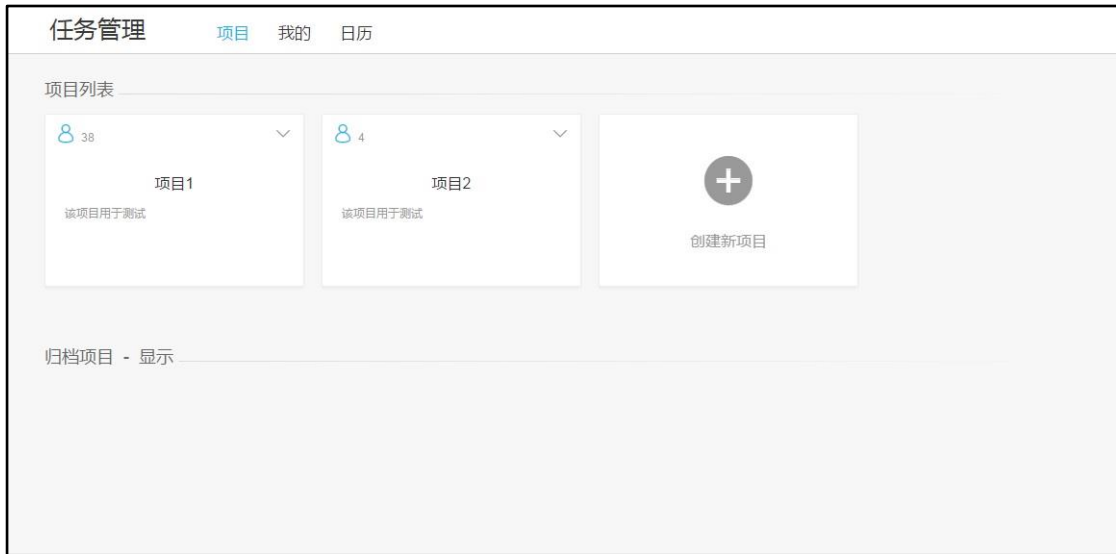 任务管理 项目 我的 日历
项目列表
38 4
项目1 项目2
该项目用于测试 该项目用于测试
创建新项目
归档项目 - 显示